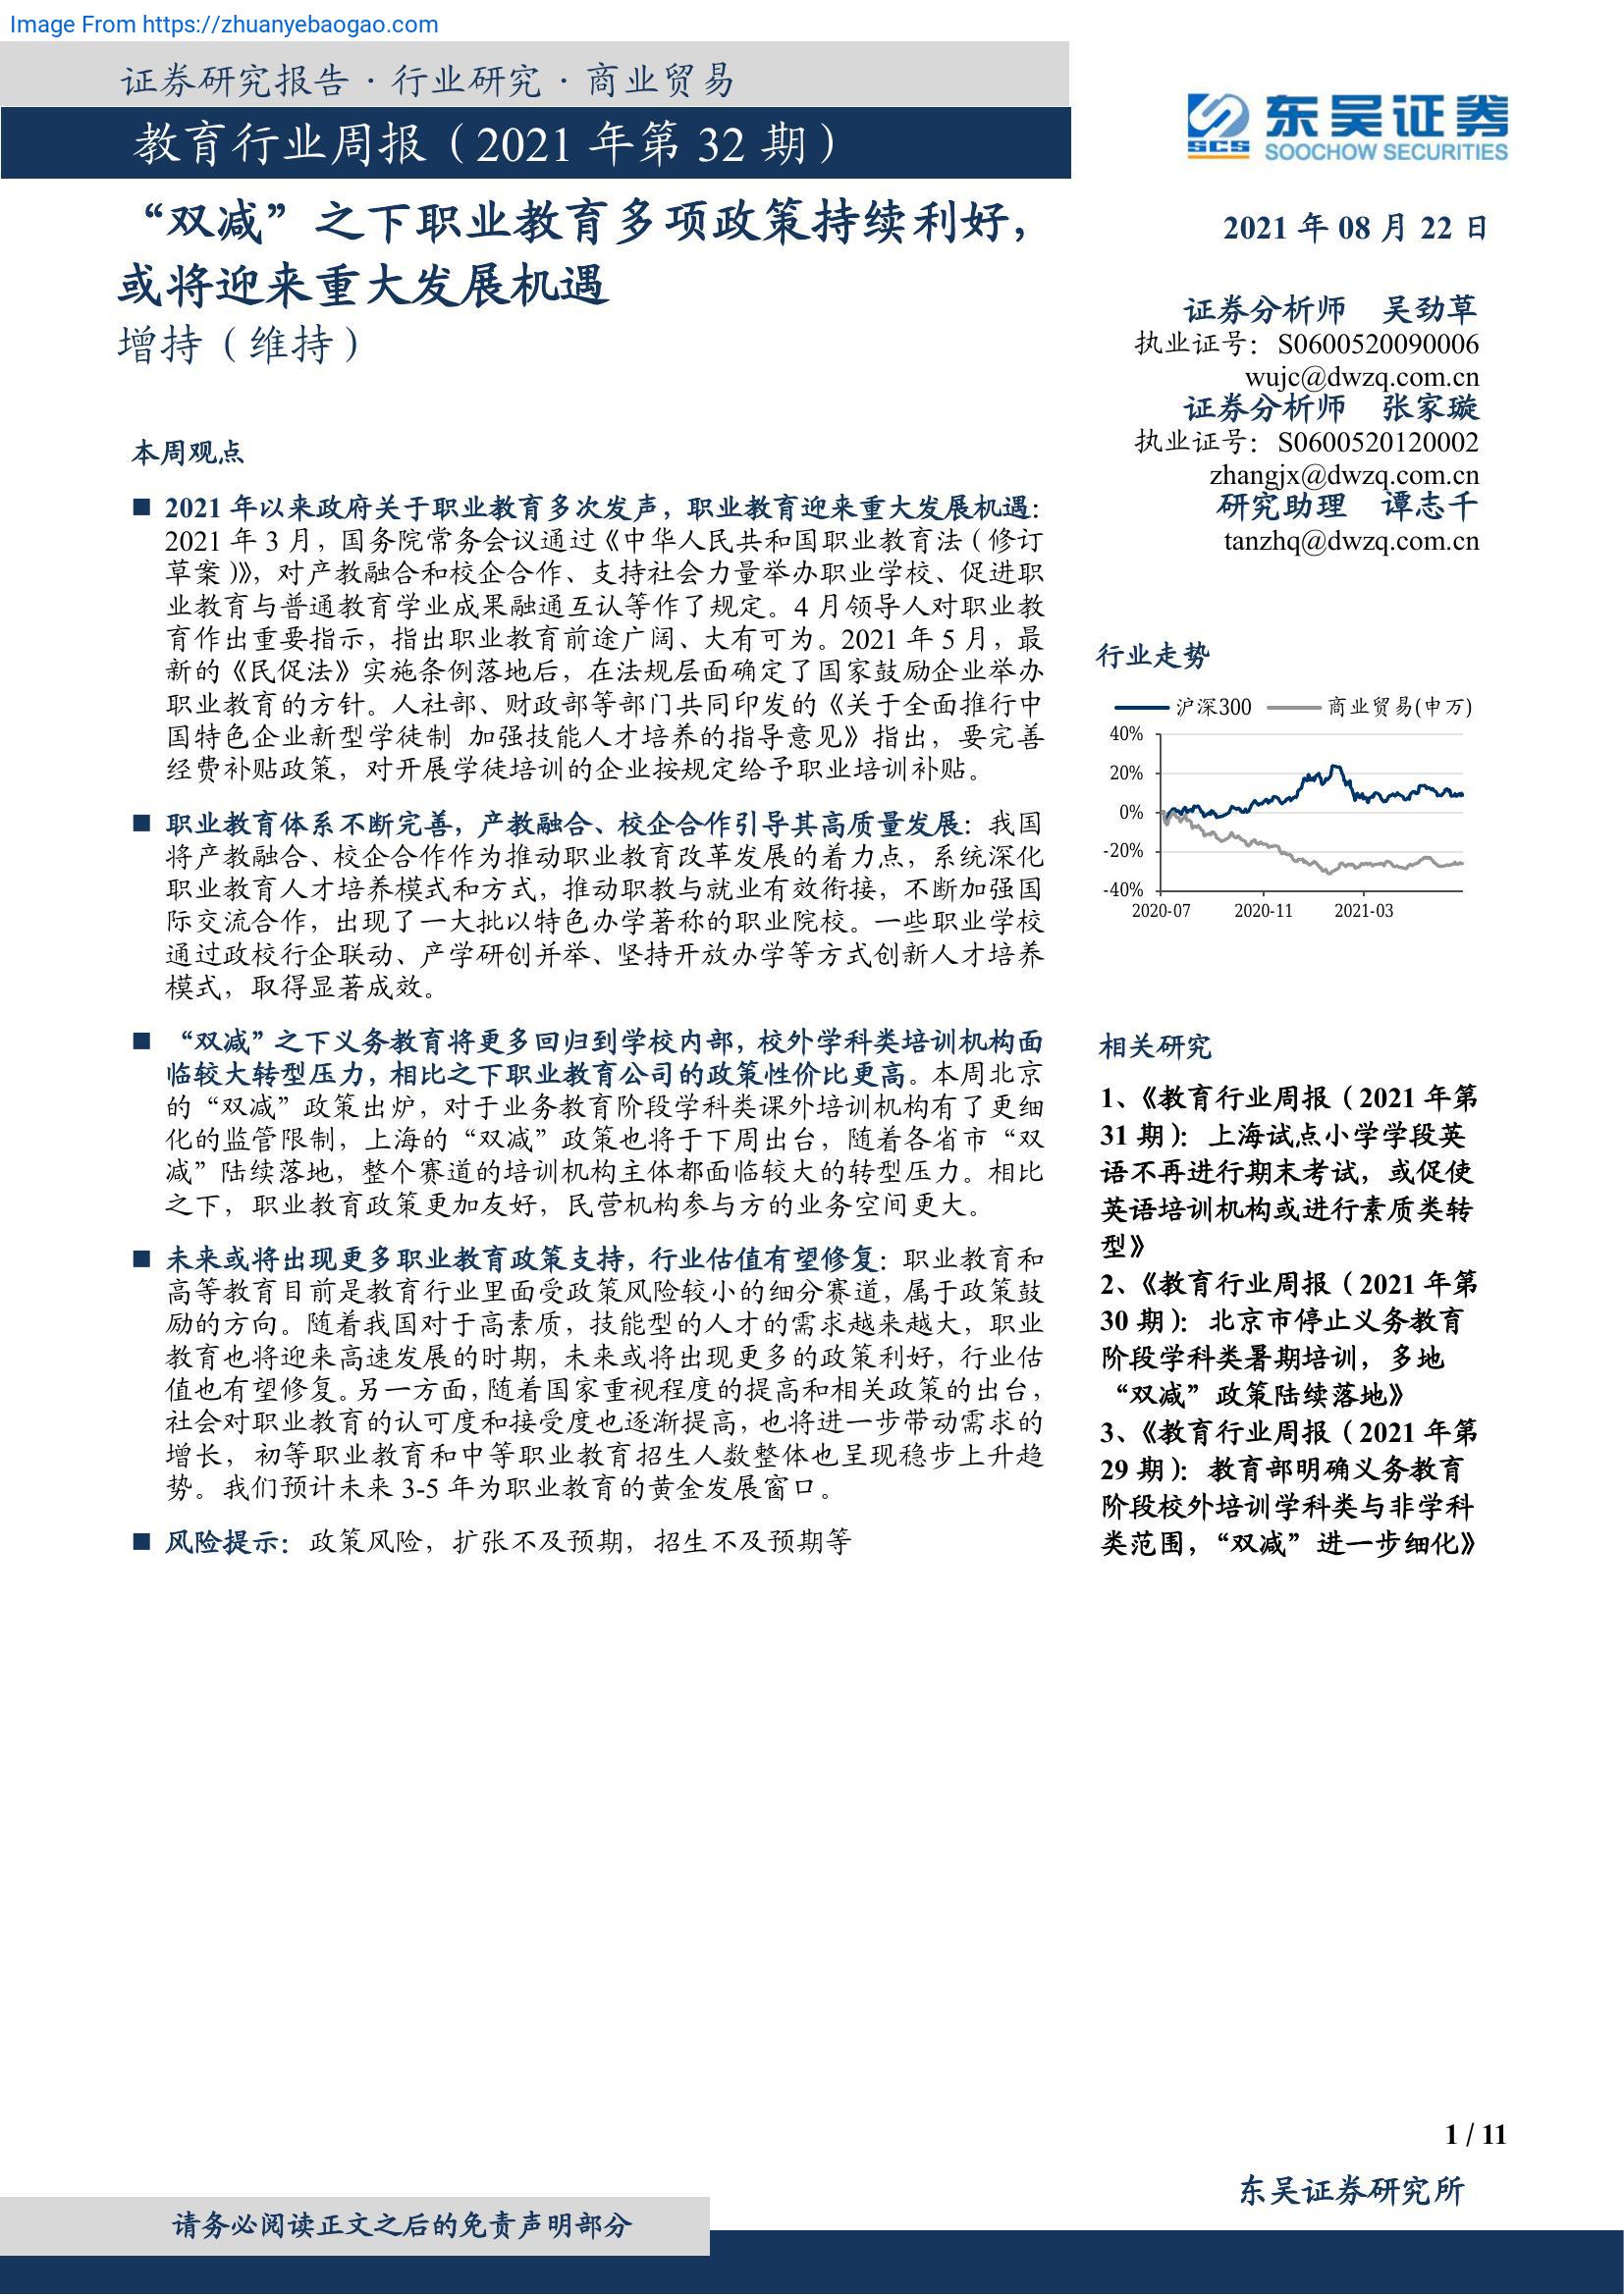 Image From https://zhuanyebaogao.com
证券研究报告·行业研究·商业贸易
教育行业周报（2021 年第 32 期）
“双减”之下职业教育多项政策持续利好，
或将迎来重大发展机遇
增持（维持）
本周观点
■ 2021 年以来政府关于职业教育多次发声，职业教育迎来重大发展机遇：
2021 年 3 月，国务院常务会议通过《中华人民共和国职业教育法（修订
草案）》，对产教融合和校企合作、支持社会力量举办职业学校、促进职
业教育与普通教育学业成果融通互认等作了规定。4 月领导人对职业教
育作出重要指示，指出职业教育前途广阔、大有可为。2021 年 5 月，最
新的《民促法》实施条例落地后，在法规层面确定了国家鼓励企业举办
职业教育的方针。人社部、财政部等部门共同印发的《关于全面推行中
国特色企业新型学徒制 加强技能人才培养的指导意见》指出，要完善
经费补贴政策，对开展学徒培训的企业按规定给予职业培训补贴。
■ 职业教育体系不断完善，产教融合、校企合作引导其高质量发展：我国
将产教融合、校企合作作为推动职业教育改革发展的着力点，系统深化
职业教育人才培养模式和方式，推动职教与就业有效衔接，不断加强国
际交流合作，出现了一大批以特色办学著称的职业院校。一些职业学校
通过政校行企联动、产学研创并举、坚持开放办学等方式创新人才培养
模式，取得显著成效。
■ “双减”之下义务教育将更多回归到学校内部，校外学科类培训机构面
临较大转型压力，相比之下职业教育公司的政策性价比更高。本周北京
的“双减”政策出炉，对于业务教育阶段学科类课外培训机构有了更细
化的监管限制，上海的“双减”政策也将于下周出台，随着各省市“双
减”陆续落地，整个赛道的培训机构主体都面临较大的转型压力。相比
之下，职业教育政策更加友好，民营机构参与方的业务空间更大。
■ 未来或将出现更多职业教育政策支持，行业估值有望修复：职业教育和
高等教育目前是教育行业里面受政策风险较小的细分赛道，属于政策鼓
励的方向。随着我国对于高素质，技能型的人才的需求越来越大，职业
教育也将迎来高速发展的时期，未来或将出现更多的政策利好，行业估
值也有望修复。另一方面，随着国家重视程度的提高和相关政策的出台，
社会对职业教育的认可度和接受度也逐渐提高，也将进一步带动需求的
增长，初等职业教育和中等职业教育招生人数整体也呈现稳步上升趋
势。我们预计未来 3-5 年为职业教育的黄金发展窗口。
■ 风险提示：政策风险，扩张不及预期，招生不及预期等
SCS 东吴证券
SOOCHOW SECURITIES
2021 年 08 月 22 日
证券分析师 吴劲草
执业证号：S0600520090006
wujc@dwzq.com.cn
证券分析师 张家璇
执业证号：S0600520120002
zhangjx@dwzq.com.cn
研究助理 谭志千
tanzhq@dwzq.com.cn
行业走势
沪深300 商业贸易(申万)
40%
20%
0%
-20%
-40%
2020-07 2020-11 2021-03
相关研究
1、《教育行业周报（2021 年第
31 期）：上海试点小学学段英
语不再进行期末考试，或促使
英语培训机构或进行素质类转
型》
2、《教育行业周报（2021 年第
30 期）：北京市停止义务教育
阶段学科类暑期培训，多地
“双减”政策陆续落地》
3、《教育行业周报（2021 年第
29 期）：教育部明确义务教育
阶段校外培训学科类与非学科
类范围，“双减”进一步细化》
1 / 11
东吴证券研究所
请务必阅读正文之后的免责声明部分